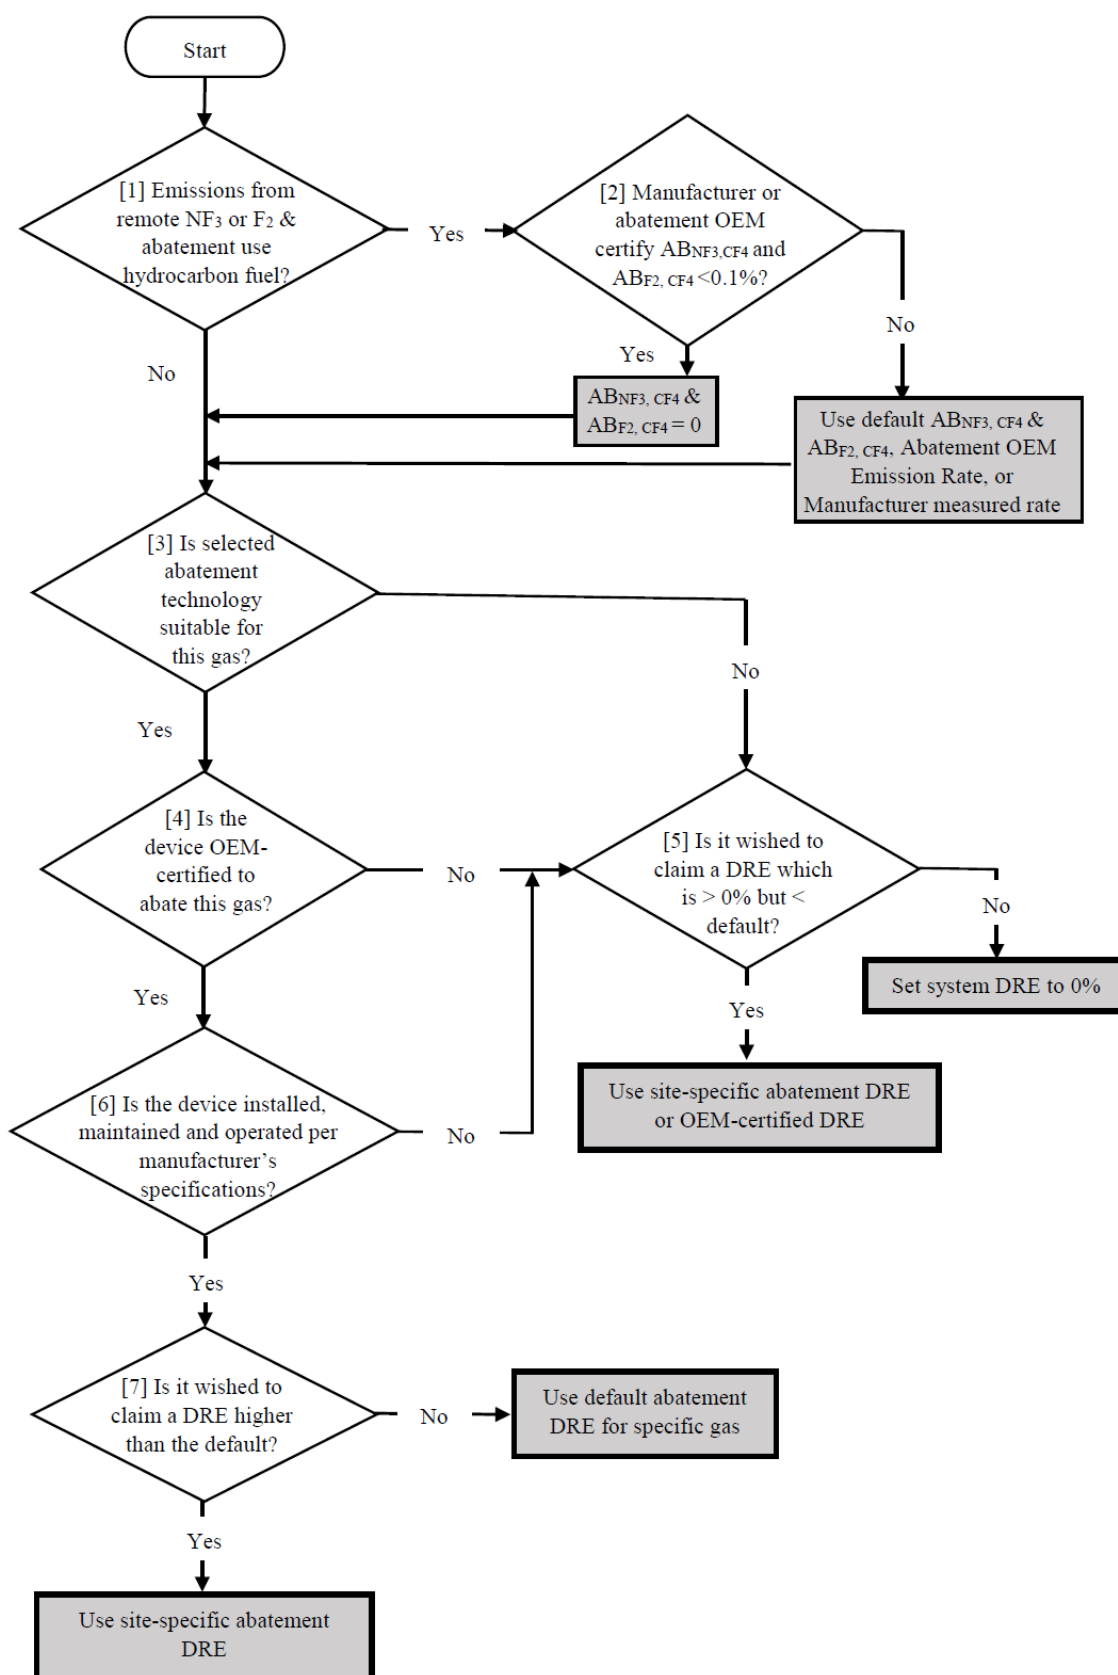 Start
[1] Emissions from
remote NF3 or F2 &
abatement use
hydrocarbon fuel?
Yes
[2] Manufacturer or
abatement OEM
certify ABNF3,CF4 and
ABF2, CF4 <0.1%?
No
Yes
No
ABNF3, CF4 &
ABF2, CF4 = 0
Use default ABNF3, CF4 &
ABF2, CF4, Abatement OEM
Emission Rate, or
Manufacturer measured rate
[3] Is selected
abatement
technology
suitable for
this gas?
No
Yes
[4] Is the
device OEM-
certified to
abate this gas?
No
[5] Is it wished to
claim a DRE which
is > 0% but <
default?
No
Set system DRE to 0%
Yes
Yes
Use site-specific abatement DRE
or OEM-certified DRE
[6] Is the device installed,
maintained and operated per
manufacturer’s
specifications?
No
Yes
[7] Is it wished to
claim a DRE higher
than the default?
No
Use default abatement
DRE for specific gas
Yes
Use site-specific abatement
DRE